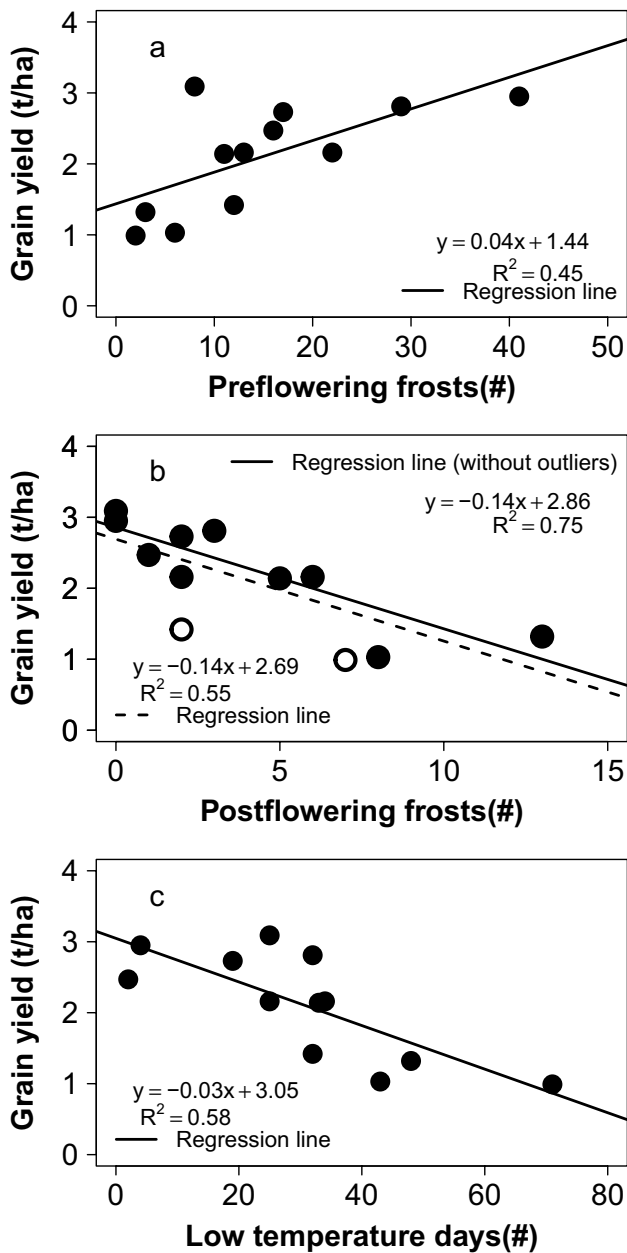 a
4
3
2
1
0
Grain yield (t/ha)
y = 0.04x + 1.44
R² = 0.45
Regression line
0 10 20 30 40 50
Preflowering frosts(#)
b
4
3
2
1
0
Grain yield (t/ha)
Regression line (without outliers)
y = −0.14x + 2.86
R² = 0.75
y = −0.14x + 2.69
R² = 0.55
Regression line
0 5 10 15
Postflowering frosts(#)
c
4
3
2
1
0
Grain yield (t/ha)
y = −0.03x + 3.05
R² = 0.58
Regression line
0 20 40 60 80
Low temperature days(#)